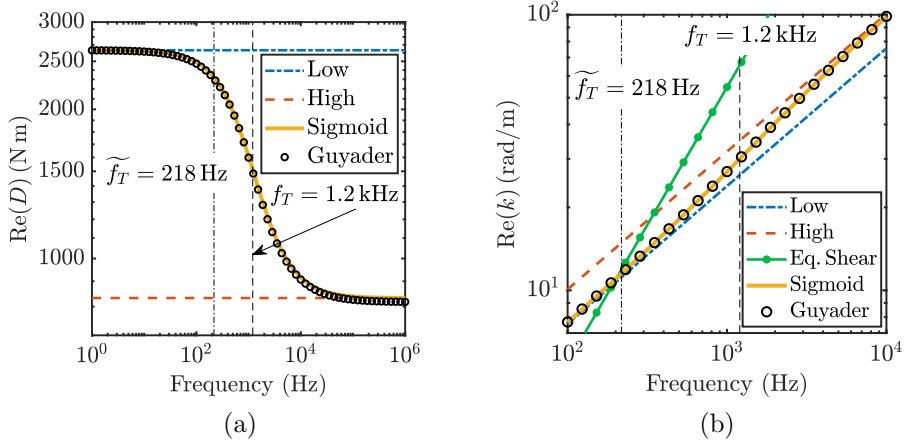 3000
2500
2000
1500
1000
Re(D) (N m)
Low
High
Sigmoid
Guyader
f̃_T = 218 Hz
f_T = 1.2 kHz
10^0 10^2 10^4 10^6
Frequency (Hz)
(a)
10^2
10^1
Re(k) (rad/m)
f_T = 1.2 kHz
f̃_T = 218 Hz
Low
High
Eq. Shear
Sigmoid
Guyader
10^2 10^3 10^4
Frequency (Hz)
(b)